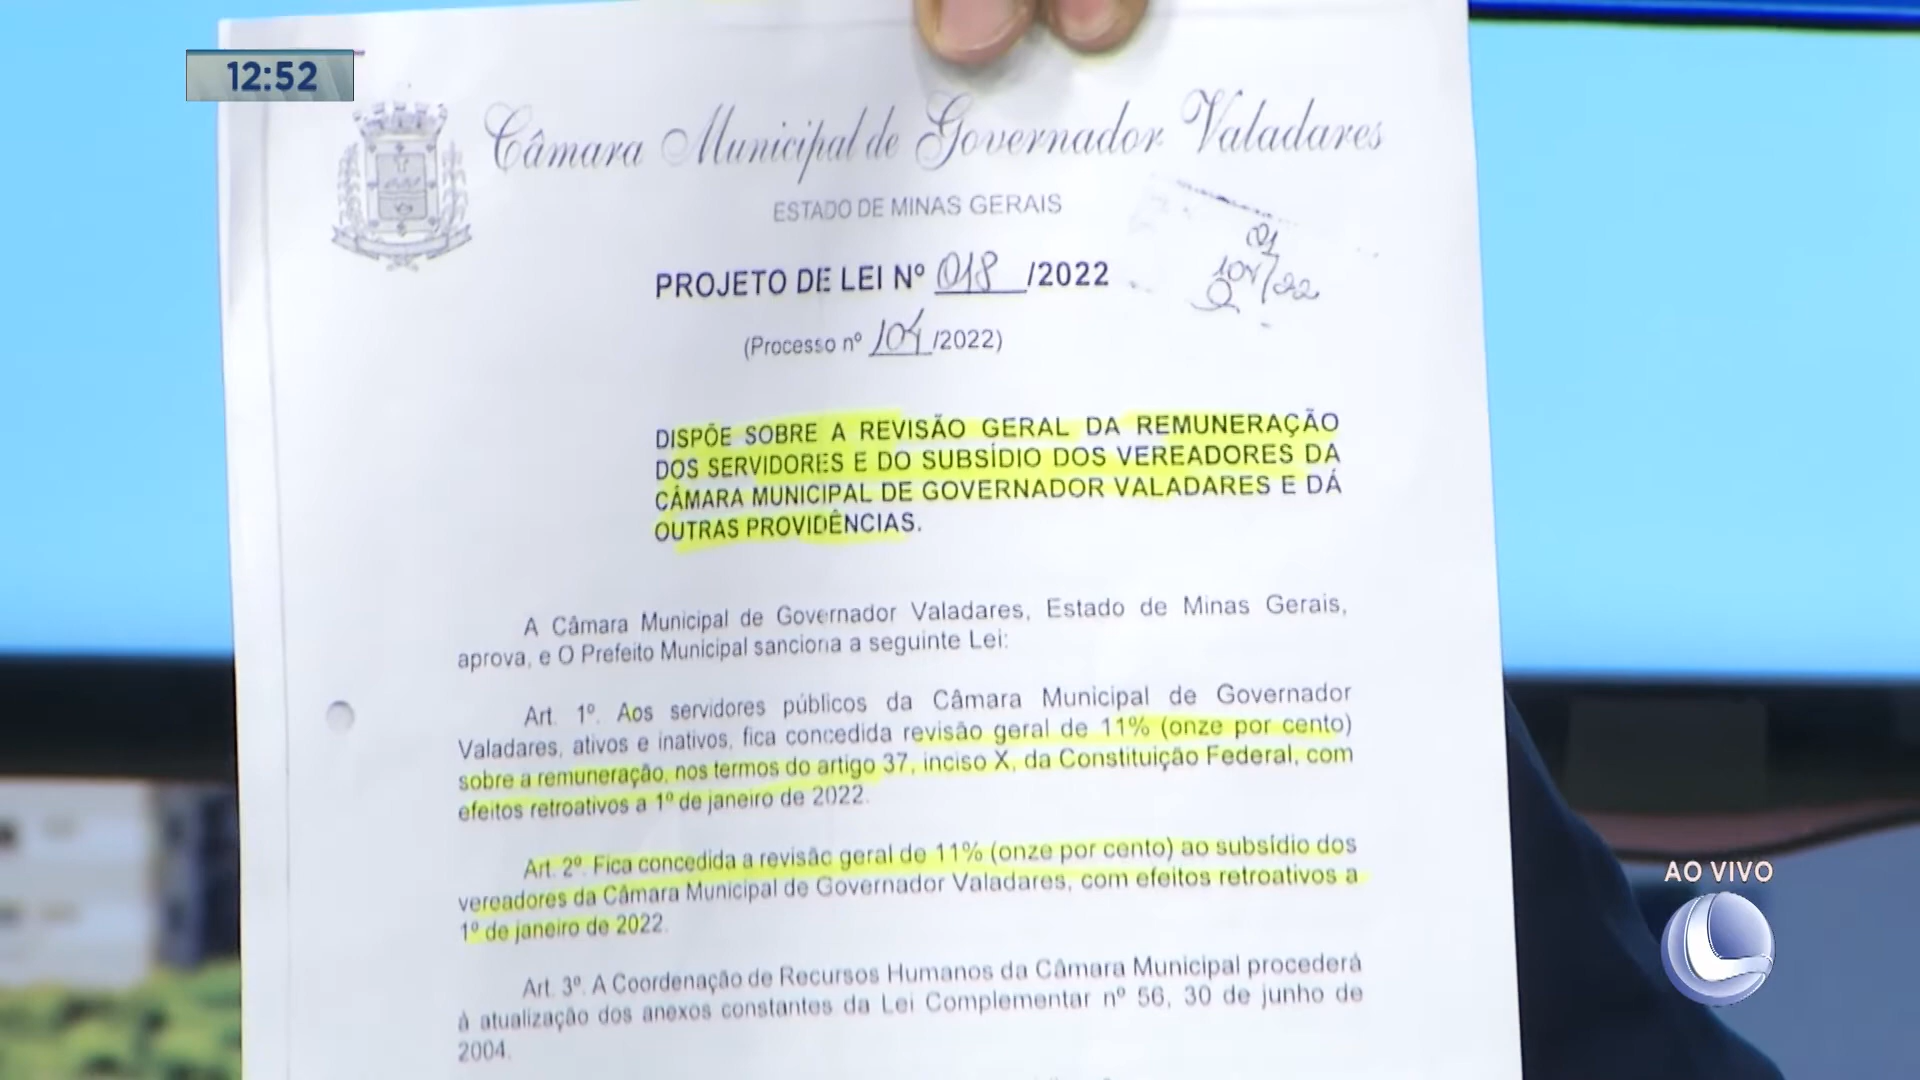 12:52
Câmara Municipal de Governador Valadares
ESTADO DE MINAS GERAIS
01
104/22
PROJETO DE LEI Nº 018 /2022
(Processo nº 104/2022)
DISPÕE SOBRE A REVISÃO GERAL DA REMUNERAÇÃO
DOS SERVIDORES E DO SUBSÍDIO DOS VEREADORES DA
CÂMARA MUNICIPAL DE GOVERNADOR VALADARES E DÁ
OUTRAS PROVIDÊNCIAS.
A Câmara Municipal de Governador Valadares, Estado de Minas Gerais,
aprova, e O Prefeito Municipal sanciona a seguinte Lei:
Art. 1º. Aos servidores públicos da Câmara Municipal de Governador
Valadares, ativos e inativos, fica concedida revisão geral de 11% (onze por cento)
sobre a remuneração, nos termos do artigo 37, inciso X, da Constituição Federal, com
efeitos retroativos a 1º de janeiro de 2022.
Art. 2º. Fica concedida a revisão geral de 11% (onze por cento) ao subsídio dos
vereadores da Câmara Municipal de Governador Valadares, com efeitos retroativos a
1º de janeiro de 2022.
Art. 3º. A Coordenação de Recursos Humanos da Câmara Municipal procederá
à atualização dos anexos constantes da Lei Complementar nº 56, 30 de junho de
2004.
AO VIVO